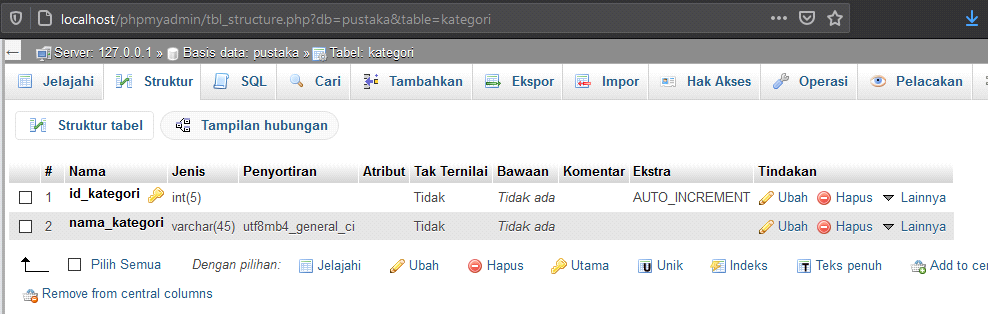 localhost/phpmyadmin/tbl_structure.php?db=pustaka&table=kategori
Server: 127.0.0.1 » Basis data: pustaka » Tabel: kategori
Jelajahi Struktur SQL Cari Tambahkan Ekspor Impor Hak Akses Operasi Pelacakan
Struktur tabel Tampilan hubungan
# Nama Jenis Penyortiran Atribut Tak Ternilai Bawaan Komentar Ekstra Tindakan
1 id_kategori int(5) Tidak Tidak ada AUTO_INCREMENT Ubah Hapus Lainnya
2 nama_kategori varchar(45) utf8mb4_general_ci Tidak Tidak ada Ubah Hapus Lainnya
Pilih Semua Dengan pilihan: Jelajahi Ubah Hapus Utama Unik Indeks Teks penuh Add to ce
Remove from central columns